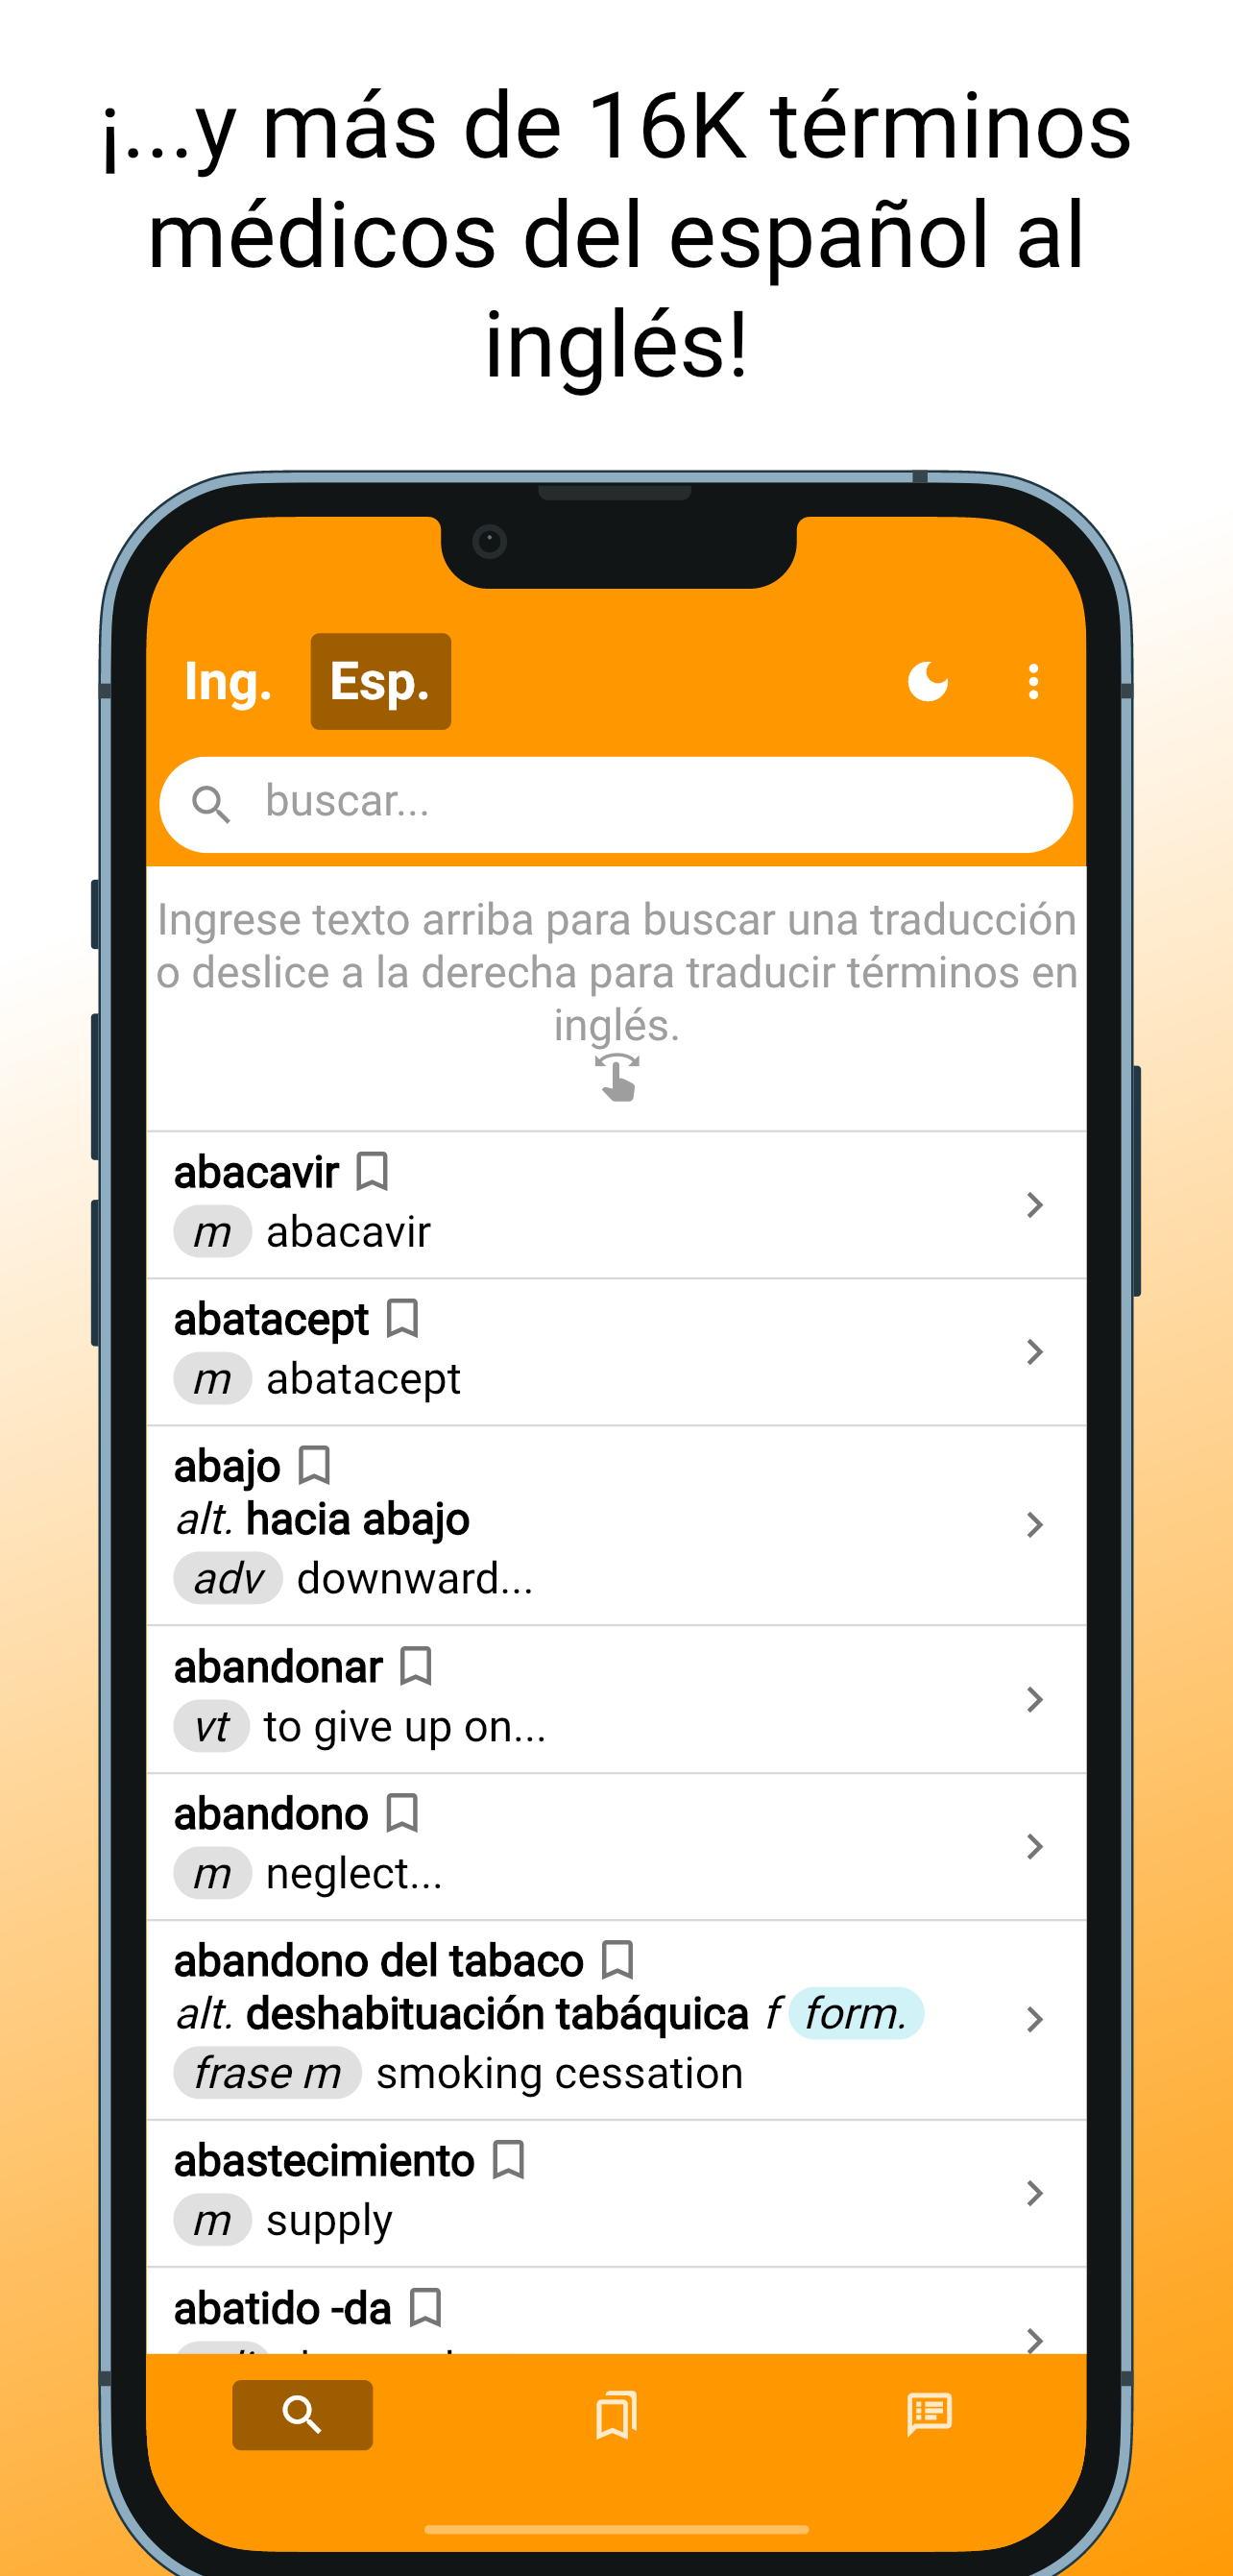 ¡...y más de 16K términos
médicos del español al
inglés!
Ing. Esp.
buscar...
Ingrese texto arriba para buscar una traducción
o deslice a la derecha para traducir términos en
inglés.
abacavir
m abacavir
abatacept
m abatacept
abajo
alt. hacia abajo
adv downward...
abandonar
vt to give up on...
abandono
m neglect...
abandono del tabaco
alt. deshabituación tabáquica f form.
frase m smoking cessation
abastecimiento
m supply
abatido -da